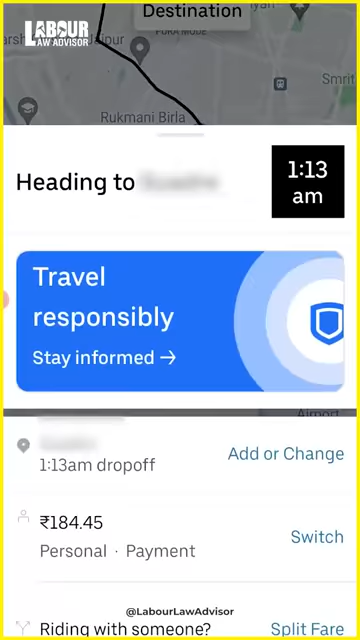 Destination
LABOUR
LAW ADVISOR
Rukmani Birla
Smrit
Heading to
1:13
am
Travel
responsibly
Stay informed →
Airport
1:13am dropoff
Add or Change
₹184.45
Personal · Payment
Switch
@LabourLawAdvisor
Riding with someone?
Split Fare